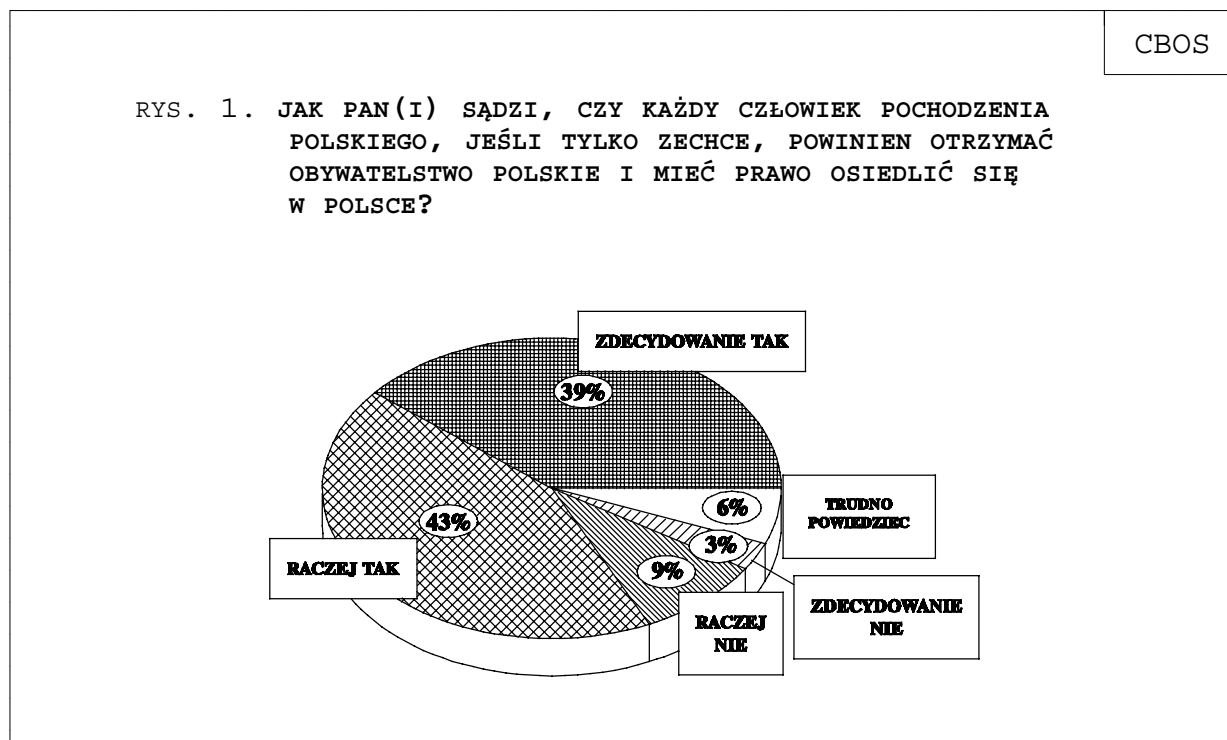 CBOS
RYS. 1. JAK PAN(I) SĄDZI, CZY KAŻDY CZŁOWIEK POCHODZENIA
POLSKIEGO, JEŚLI TYLKO ZECHCE, POWINIEN OTRZYMAĆ
OBYWATELSTWO POLSKIE I MIEĆ PRAWO OSIEDLIĆ SIĘ
W POLSCE?
ZDECYDOWANIE TAK
39%
6%
TRUDNO
POWIEDZIEC
43%
3%
RACZEJ TAK
9%
ZDECYDOWANIE
NIE
RACZEJ
NIE